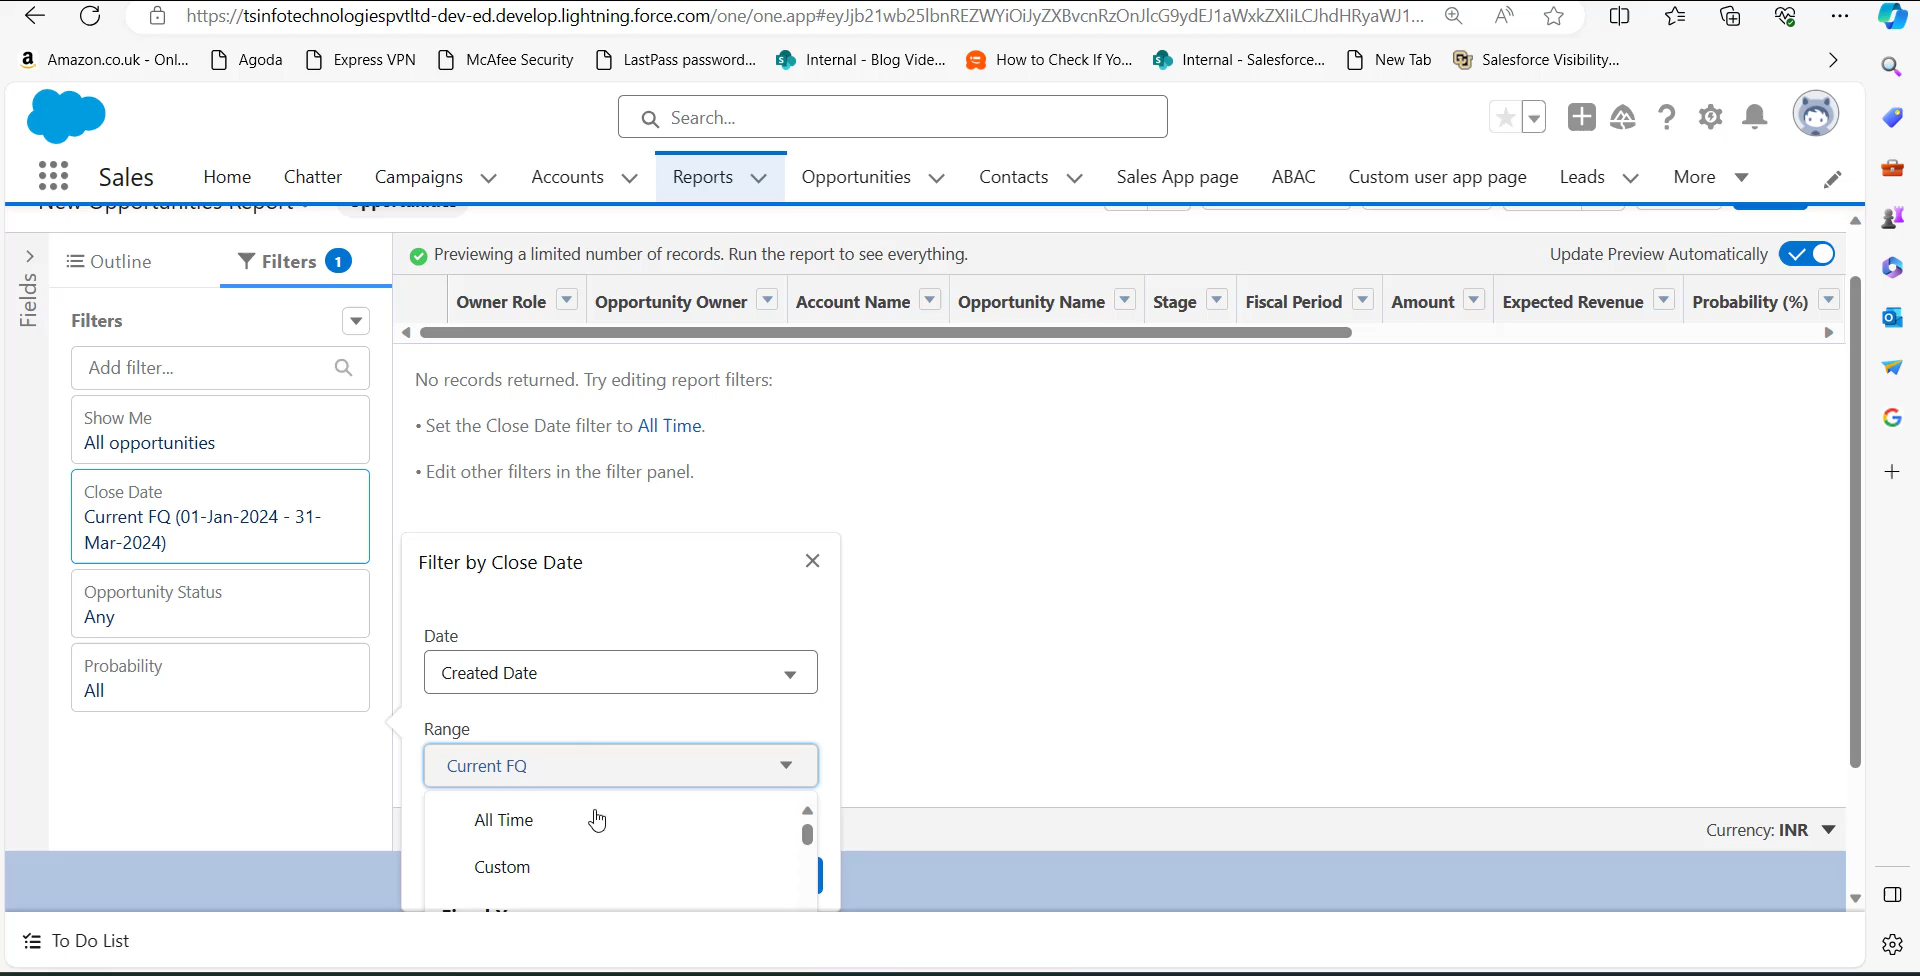 https://tsinfotechnologiespvtltd-dev-ed.develop.lightning.force.com/one/one.app#eyJjb21wb25lbnREZWYiOiJyZXBvcnRzOnJlcG9ydEJ1aWxkZXIiLCJhdHRyaWJ1...
Amazon.co.uk - Onl...
Agoda
Express VPN
McAfee Security
LastPass password...
Internal - Blog Vide...
How to Check If Yo...
Internal - Salesforce...
New Tab
Salesforce Visibility...
Search...
Sales
Home
Chatter
Campaigns
Accounts
Reports
Opportunities
Contacts
Sales App page
ABAC
Custom user app page
Leads
More
New Opportunities Report
Opportunities
Fields
Outline
Filters 1
Previewing a limited number of records. Run the report to see everything.
Update Preview Automatically
Owner Role
Opportunity Owner
Account Name
Opportunity Name
Stage
Fiscal Period
Amount
Expected Revenue
Probability (%)
Filters
Add filter...
Show Me
All opportunities
Close Date
Current FQ (01-Jan-2024 - 31-
Mar-2024)
Opportunity Status
Any
Probability
All
No records returned. Try editing report filters:
• Set the Close Date filter to All Time.
• Edit other filters in the filter panel.
Filter by Close Date
Date
Created Date
Range
Current FQ
All Time
Custom
Currency: INR
To Do List